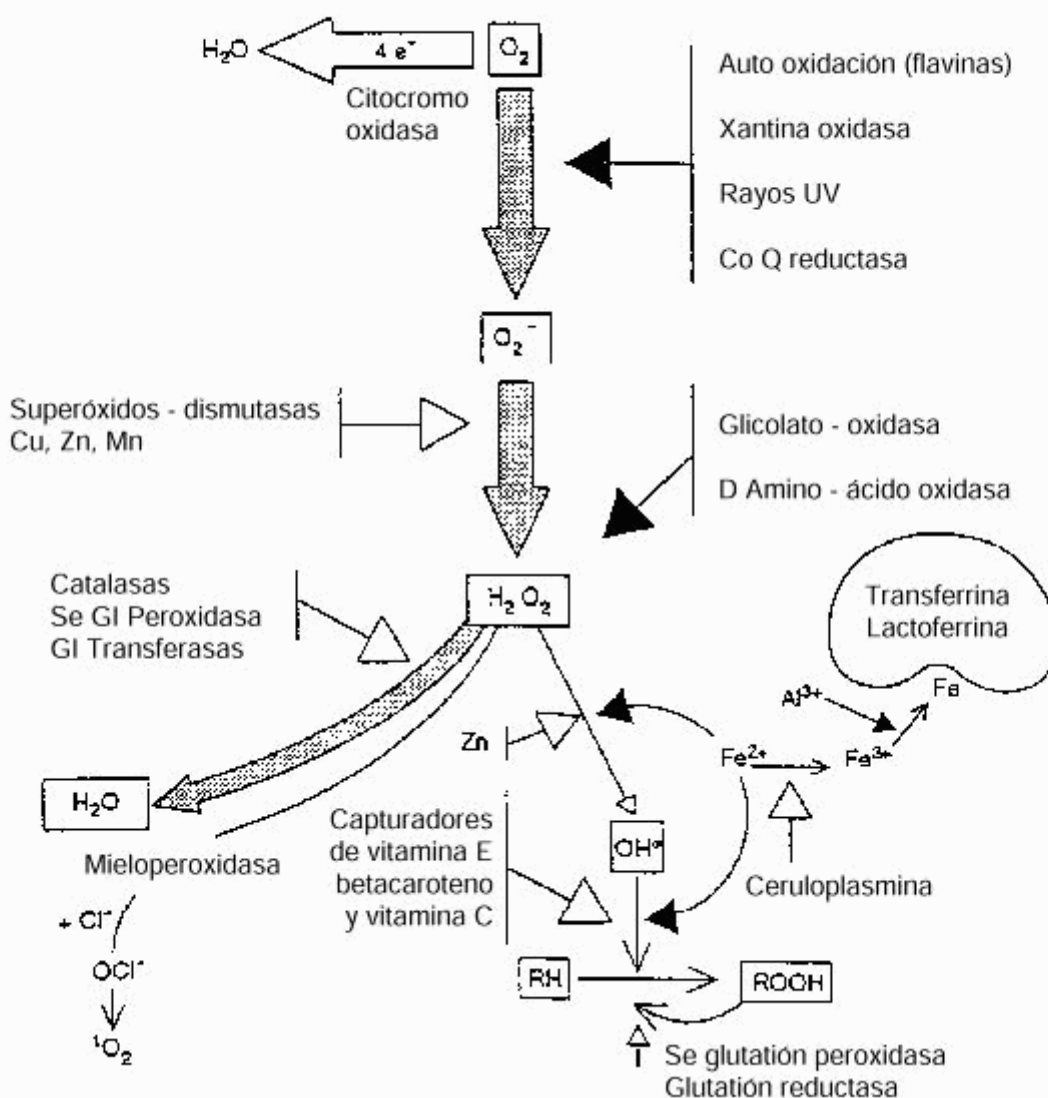 H₂O
4 e⁻
O₂
Citocromo
oxidasa
Auto oxidación (flavinas)
Xantina oxidasa
Rayos UV
Co Q reductasa
O₂⁻
Superóxidos - dismutasas
Cu, Zn, Mn
Glicolato - oxidasa
D Amino - ácido oxidasa
H₂O₂
Catalasas
Se GI Peroxidasa
GI Transferasas
Transferrina
Lactoferrina
Fe
Al³⁺
Zn
Fe²⁺
Fe³⁺
H₂O
Mieloperoxidasa
Capturadores
de vitamina E
betacaroteno
y vitamina C
OH°
Ceruloplasmina
+ Cl⁻
OCl⁻
¹O₂
RH
ROOH
Se glutatión peroxidasa
Glutatión reductasa